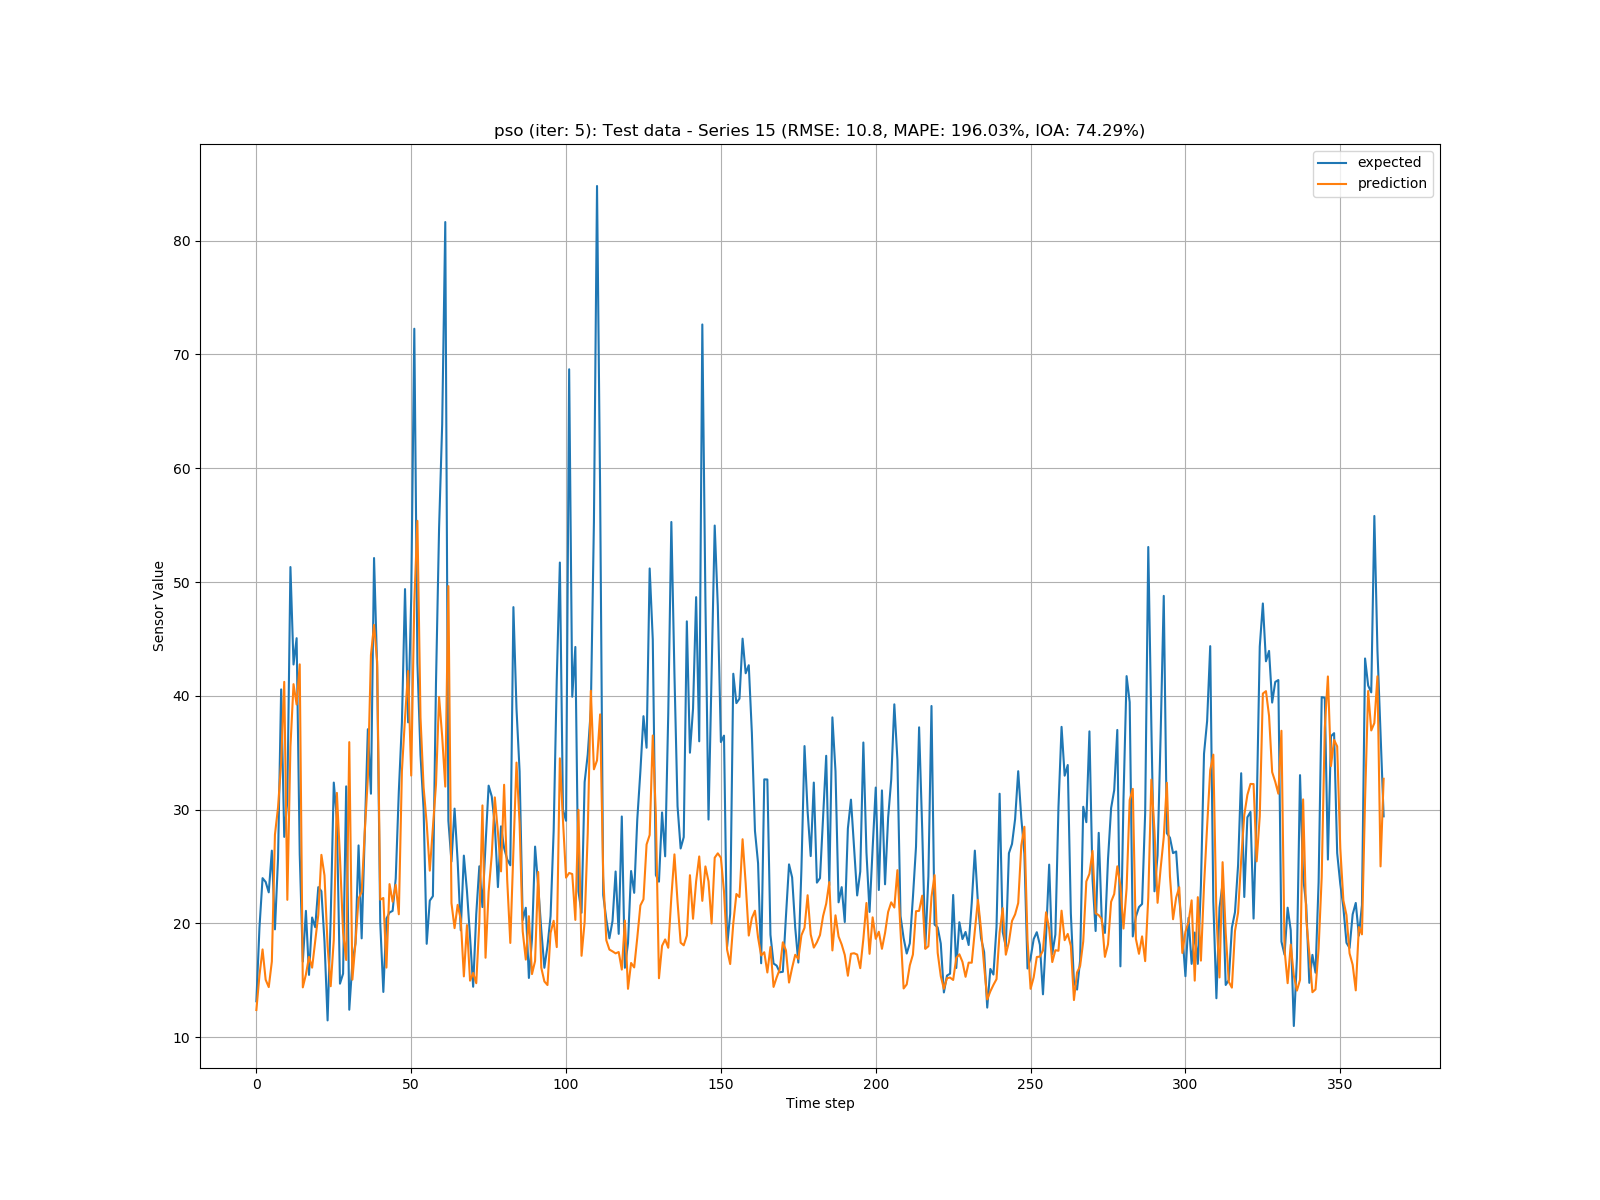 pso (iter: 5): Test data - Series 15 (RMSE: 10.8, MAPE: 196.03%, IOA: 74.29%)
expected
prediction
80
70
60
50
40
30
20
10
Sensor Value
0 50 100 150 200 250 300 350
Time step